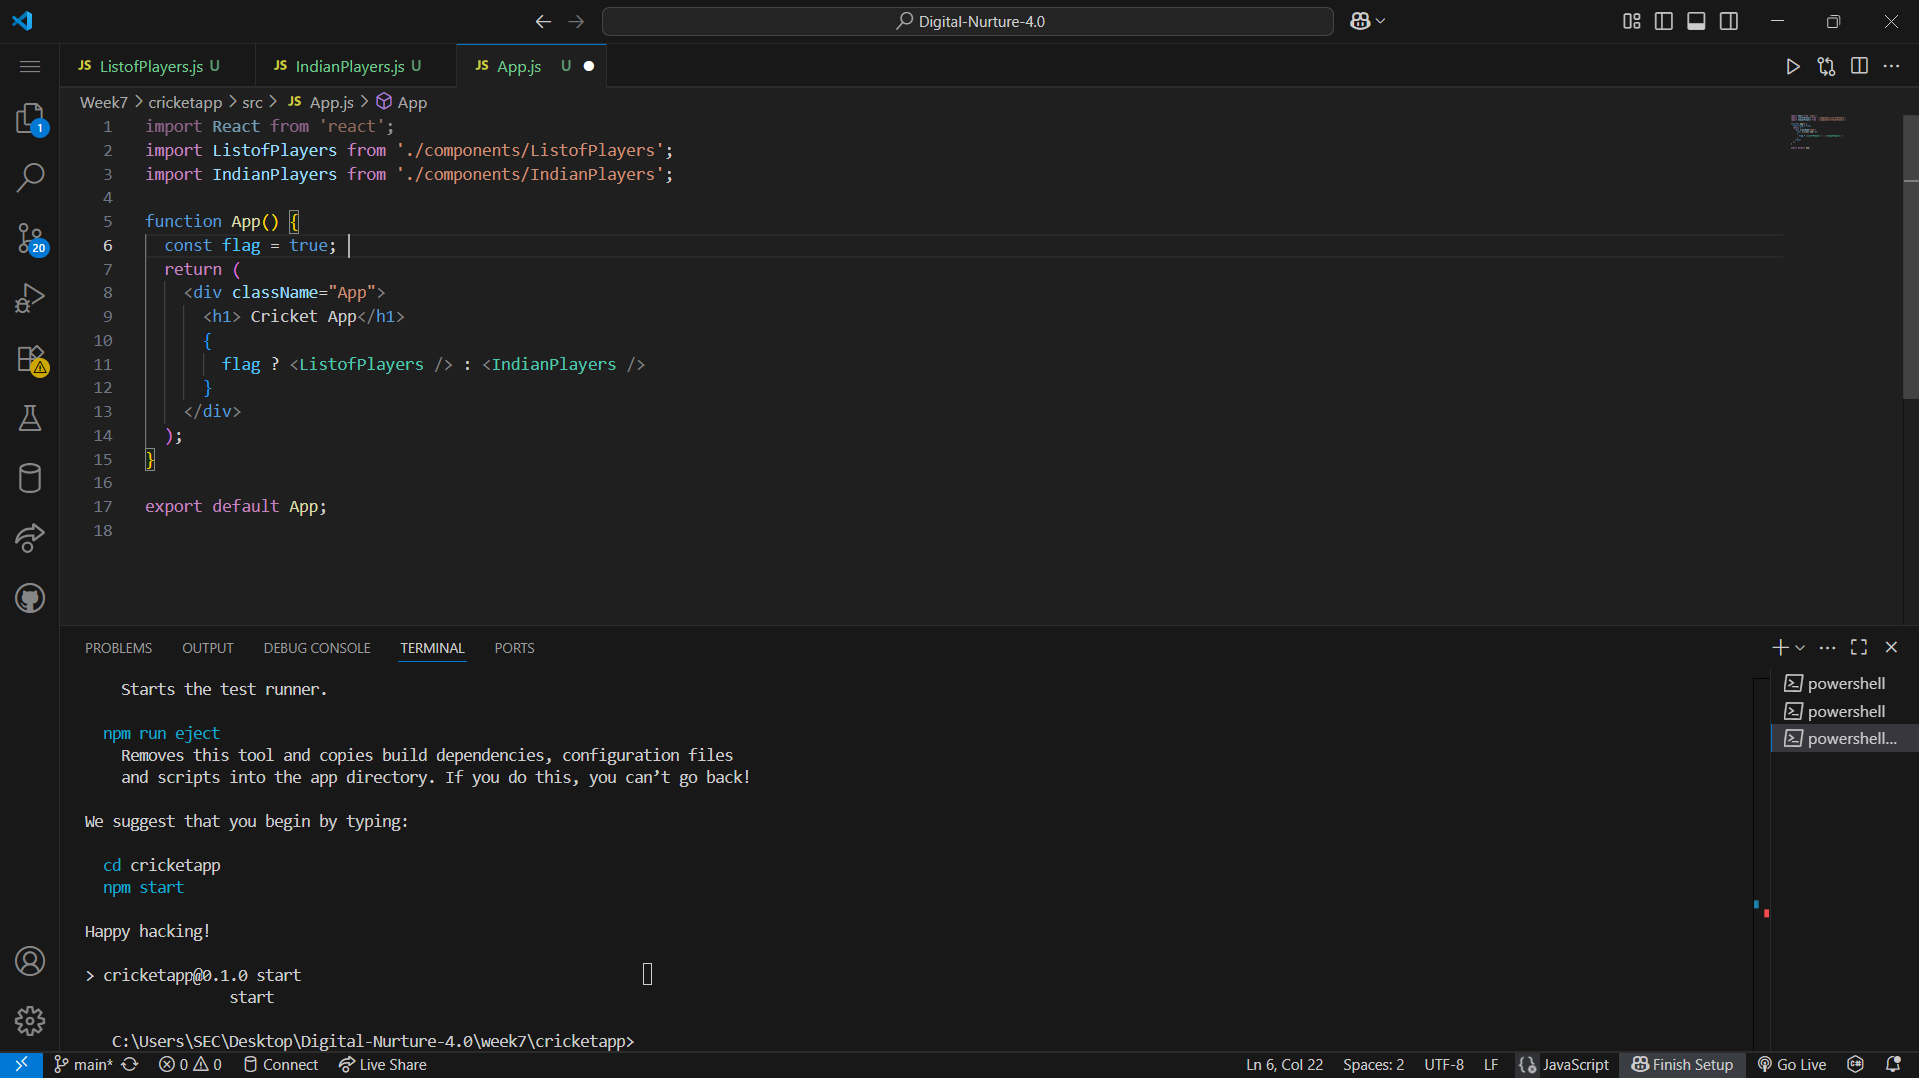 Digital-Nurture-4.0
JS ListofPlayers.js U
JS IndianPlayers.js U
JS App.js U
Week7 > cricketapp > src > JS App.js > App
1 import React from 'react';
2 import ListofPlayers from './components/ListofPlayers';
3 import IndianPlayers from './components/IndianPlayers';
4
5 function App() {
6 const flag = true;
7 return (
8 <div className="App">
9 <h1> Cricket App</h1>
10 {
11 flag ? <ListofPlayers /> : <IndianPlayers />
12 }
13 </div>
14 );
15 }
16
17 export default App;
18
1
20
PROBLEMS OUTPUT DEBUG CONSOLE TERMINAL PORTS
Starts the test runner.
npm run eject
Removes this tool and copies build dependencies, configuration files
and scripts into the app directory. If you do this, you can’t go back!
We suggest that you begin by typing:
cd cricketapp
npm start
Happy hacking!
> cricketapp@0.1.0 start
start
C:\Users\SEC\Desktop\Digital-Nurture-4.0\week7\cricketapp>
powershell
powershell
powershell...
main* 0 0 Connect Live Share Ln 6, Col 22 Spaces: 2 UTF-8 LF JavaScript Finish Setup Go Live